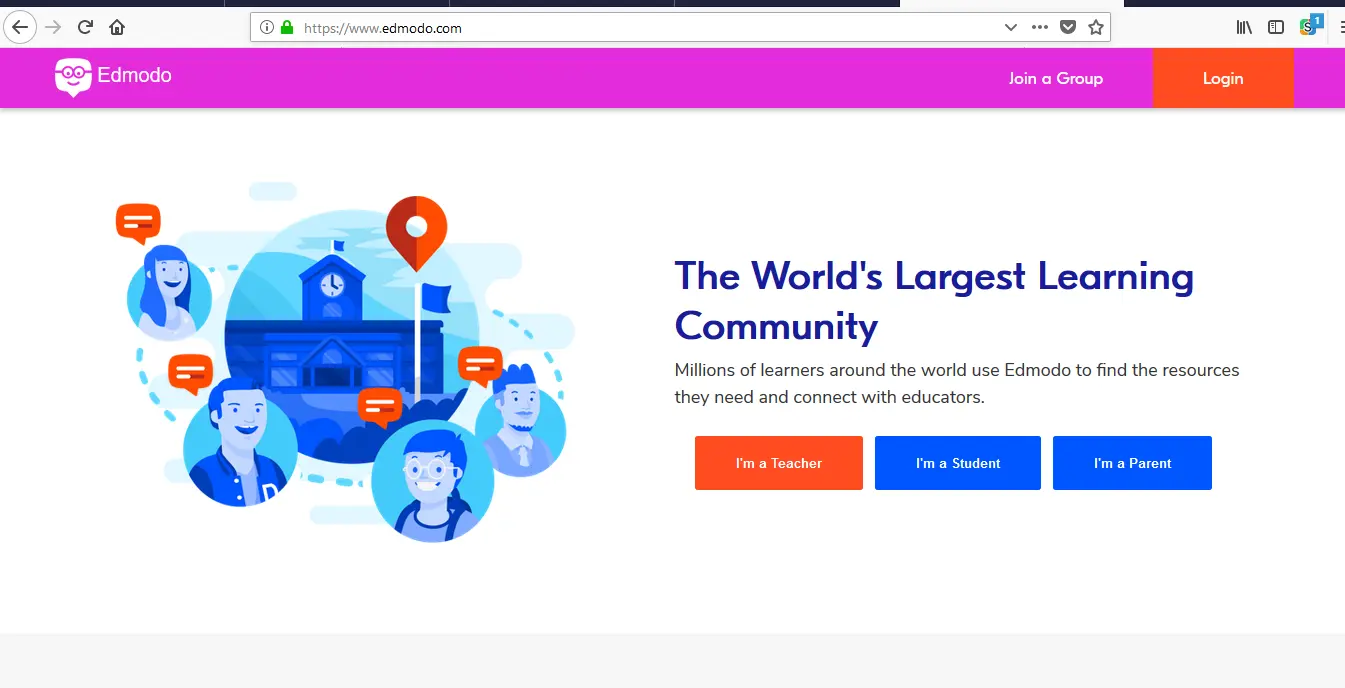 https://www.edmodo.com
S 1
Edmodo
Join a Group
Login
The World's Largest Learning
Community
Millions of learners around the world use Edmodo to find the resources
they need and connect with educators.
I'm a Teacher
I'm a Student
I'm a Parent
D